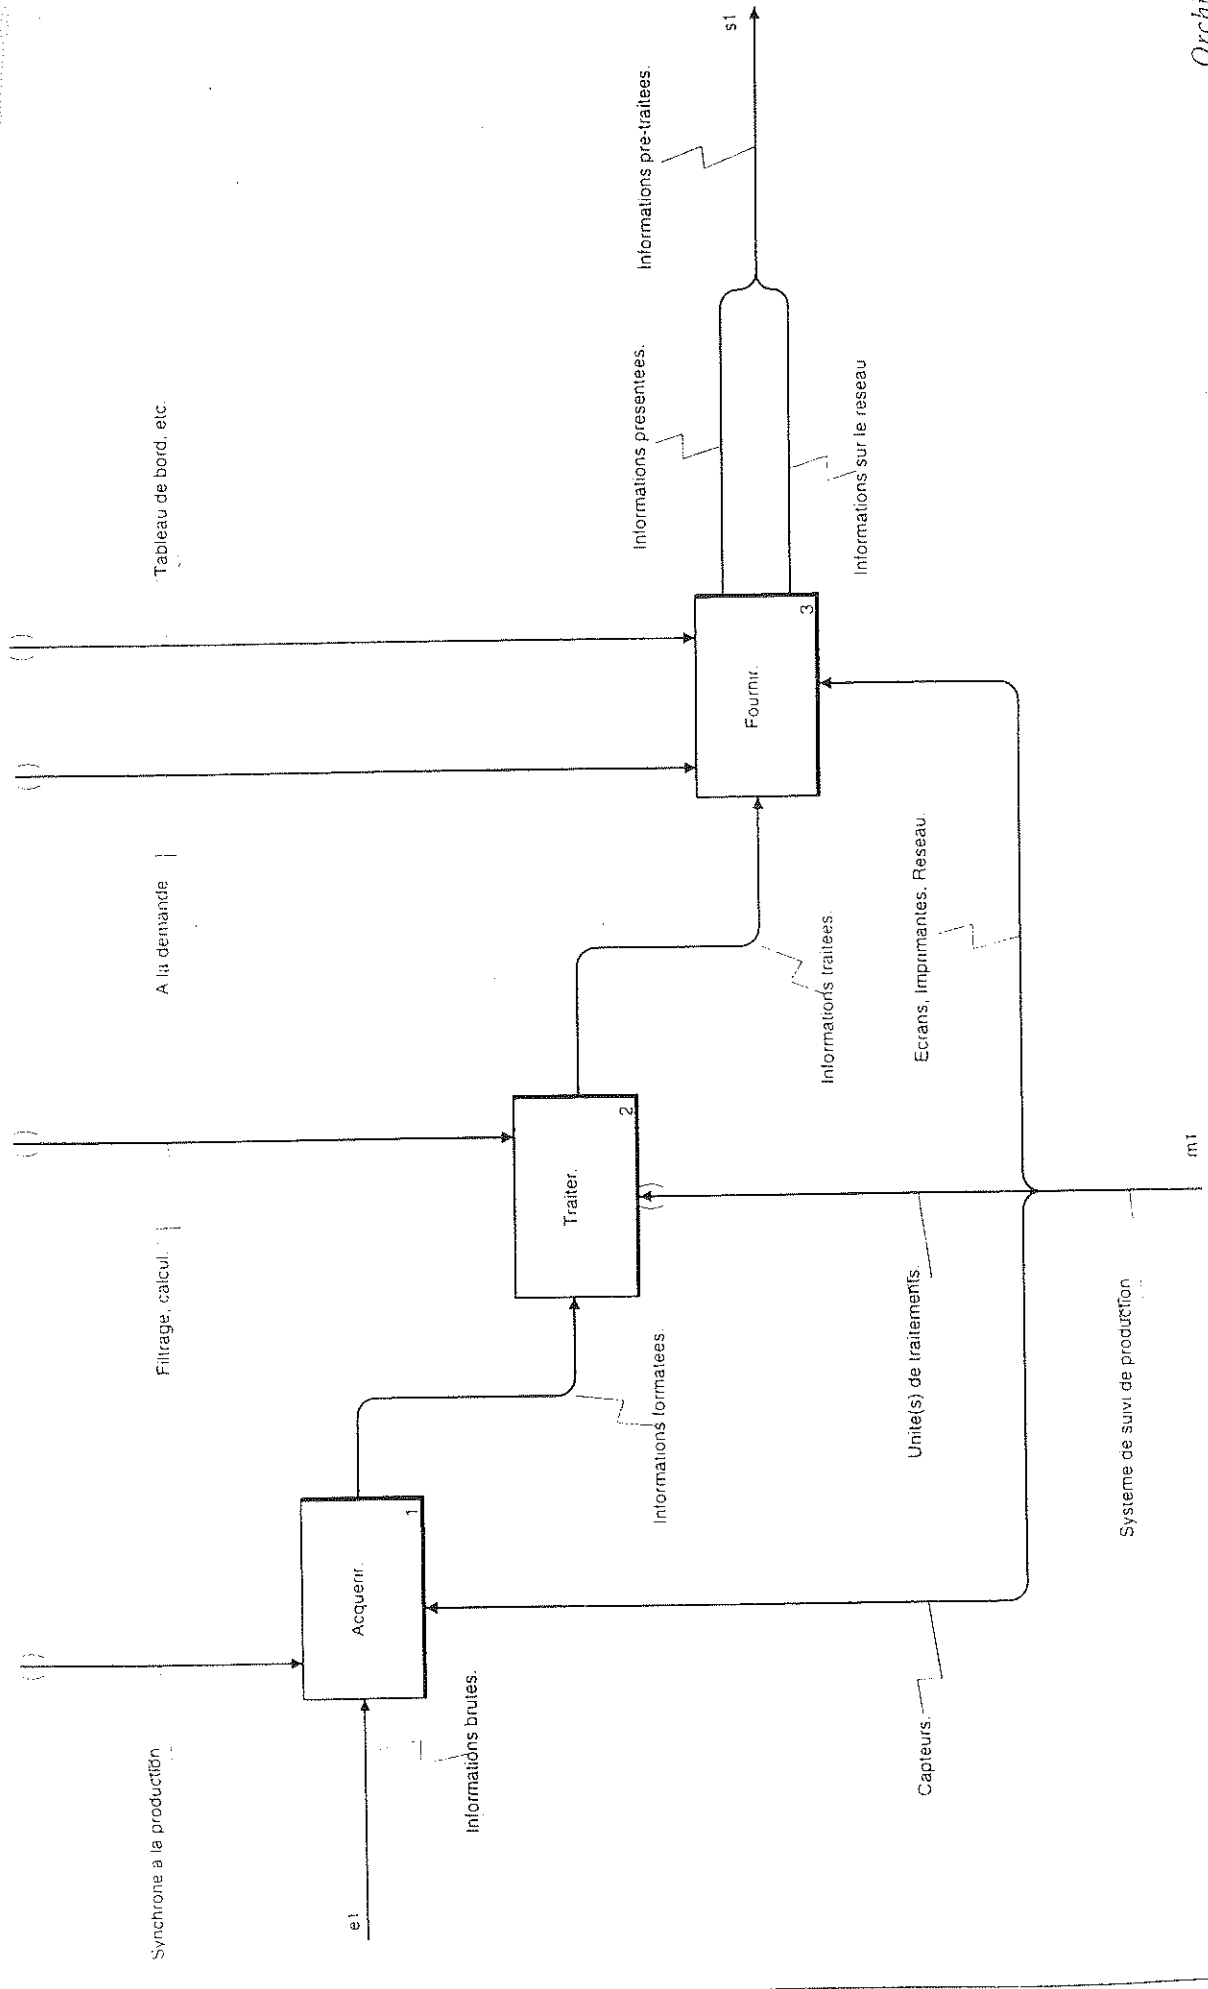 Synchrone a la production
Filtrage, calcul.
A la demande
Tableau de bord, etc.
e1
Informations brutes.
Acquerir.
1
Informations formatees.
Traiter.
2
Informations traitees.
Fournir.
3
Informations presentees.
Informations sur le reseau
Informations pre-traitees.
s1
Capteurs.
Unite(s) de traitements.
Ecrans, Imprimantes. Reseau.
Systeme de suivi de production
m1